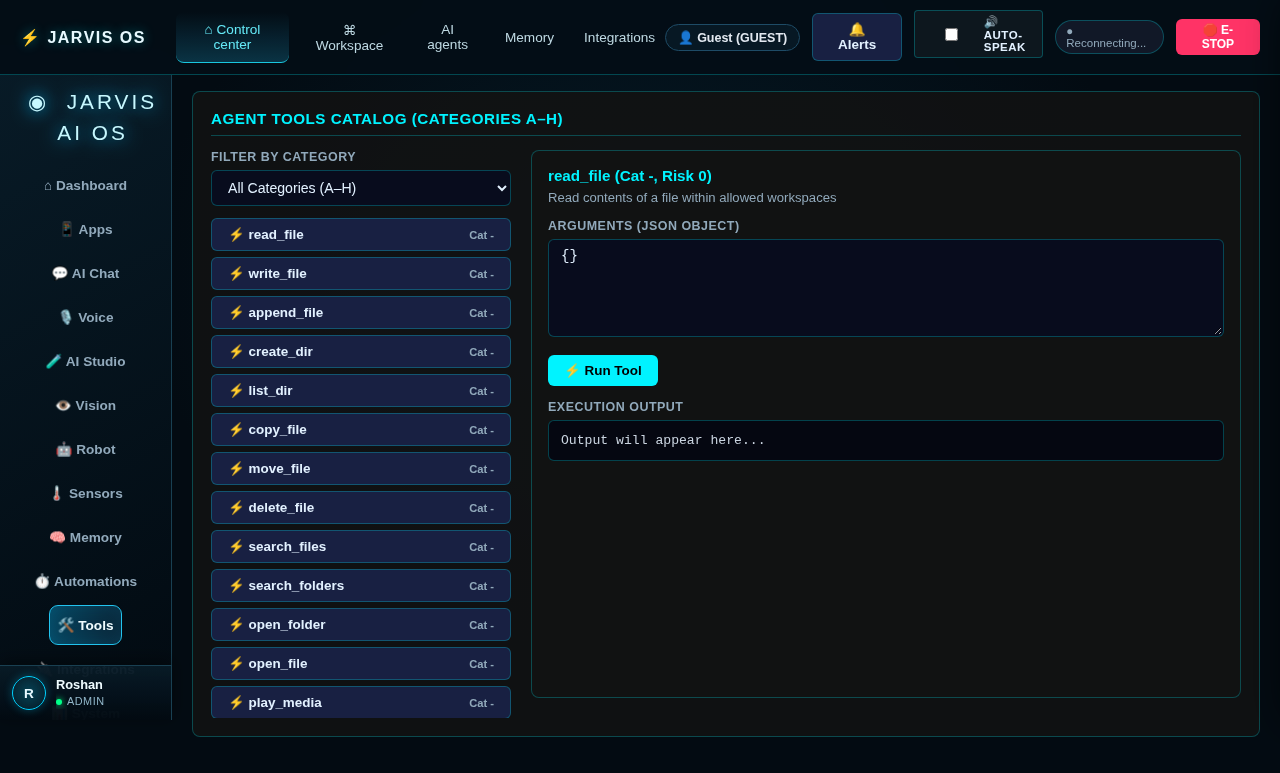 ⚡ JARVIS OS
⌂ Control center
⌘ Workspace
AI agents
Memory
Integrations
👤 Guest (GUEST)
🔔 Alerts
🔊 AUTO-SPEAK
● Reconnecting...
🛑 E-STOP
◉ JARVIS AI OS
⌂ Dashboard
📱 Apps
💬 AI Chat
🎙️ Voice
🧪 AI Studio
👁️ Vision
🤖 Robot
🌡️ Sensors
🧠 Memory
⏱️ Automations
🛠️ Tools
Integrations
R
Roshan
ADMIN
AGENT TOOLS CATALOG (CATEGORIES A–H)
FILTER BY CATEGORY
All Categories (A–H)
⚡ read_file Cat -
⚡ write_file Cat -
⚡ append_file Cat -
⚡ create_dir Cat -
⚡ list_dir Cat -
⚡ copy_file Cat -
⚡ move_file Cat -
⚡ delete_file Cat -
⚡ search_files Cat -
⚡ search_folders Cat -
⚡ open_folder Cat -
⚡ open_file Cat -
⚡ play_media Cat -
read_file (Cat -, Risk 0)
Read contents of a file within allowed workspaces
ARGUMENTS (JSON OBJECT)
{}
⚡ Run Tool
EXECUTION OUTPUT
Output will appear here...